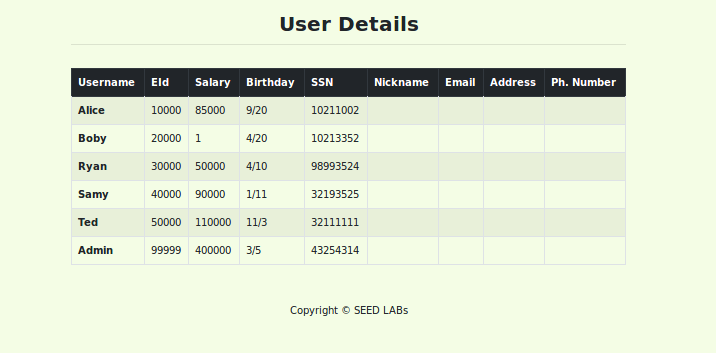 User Details
Username EId Salary Birthday SSN Nickname Email Address Ph. Number
Alice 10000 85000 9/20 10211002
Boby 20000 1 4/20 10213352
Ryan 30000 50000 4/10 98993524
Samy 40000 90000 1/11 32193525
Ted 50000 110000 11/3 32111111
Admin 99999 400000 3/5 43254314
Copyright © SEED LABs